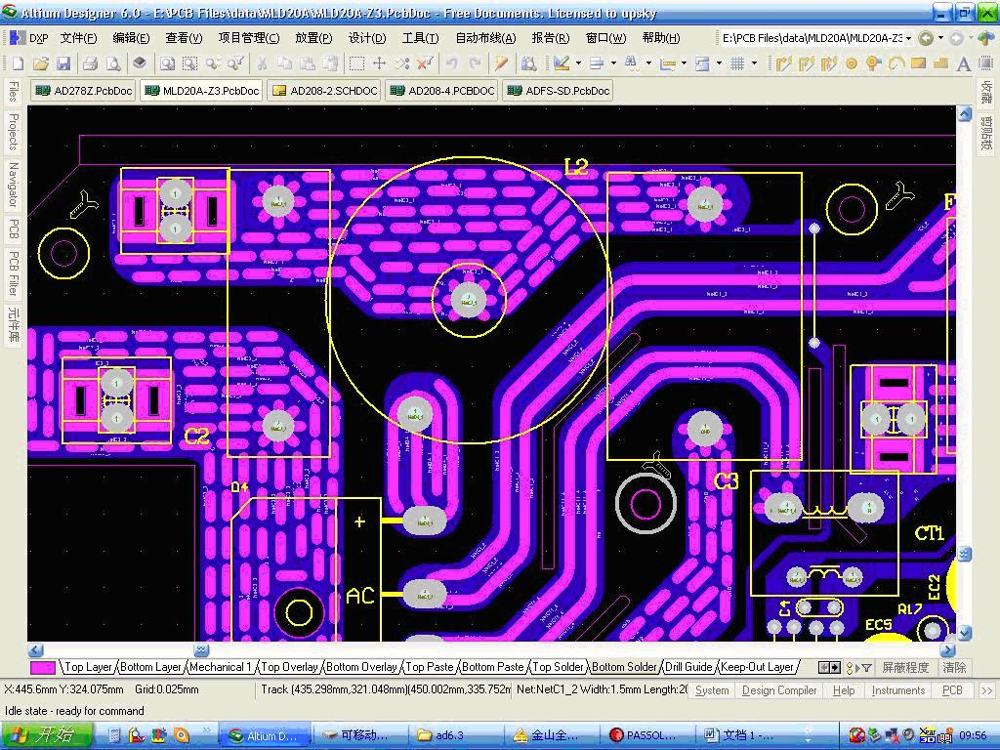 Altium Designer 6.0 - E:\PCB Files\data\MLD20A\MLD20A-Z3.PcbDoc - Free Documents. Licensed to upsky
DXP 文件(F) 编辑(E) 查看(V) 项目管理(C) 放置(P) 设计(D) 工具(T) 自动布线(A) 报告(R) 窗口(W) 帮助(H) E:\PCB Files\data\MLD20A\MLD20A-Z3
AD278Z.PcbDoc MLD20A-Z3.PcbDoc AD208-2.SCHDOC AD208-4.PCBDOC ADFS-SD.PcbDoc
Files
Projects
Navigator
PCB
PCB Filter
元件库
收藏
剪贴板
L2
F
C2
Q4
C3
+
CT1
AC
C1
EC2
R17
EC5
Top Layer Bottom Layer Mechanical 1 Top Overlay Bottom Overlay Top Paste Bottom Paste Top Solder Bottom Solder Drill Guide Keep-Out Layer 屏蔽程度 清除
X:445.6mm Y:324.075mm Grid:0.025mm Track (435.298mm,321.048mm)(450.002mm,335.752m Net:NetC1_2 Width:1.5mm Length:20 System Design Compiler Help Instruments PCB >>
Idle state - ready for command
开始 Altium D... 可移动... ad6.3 金山全... PASSOL... 文档 1 -... 09:56